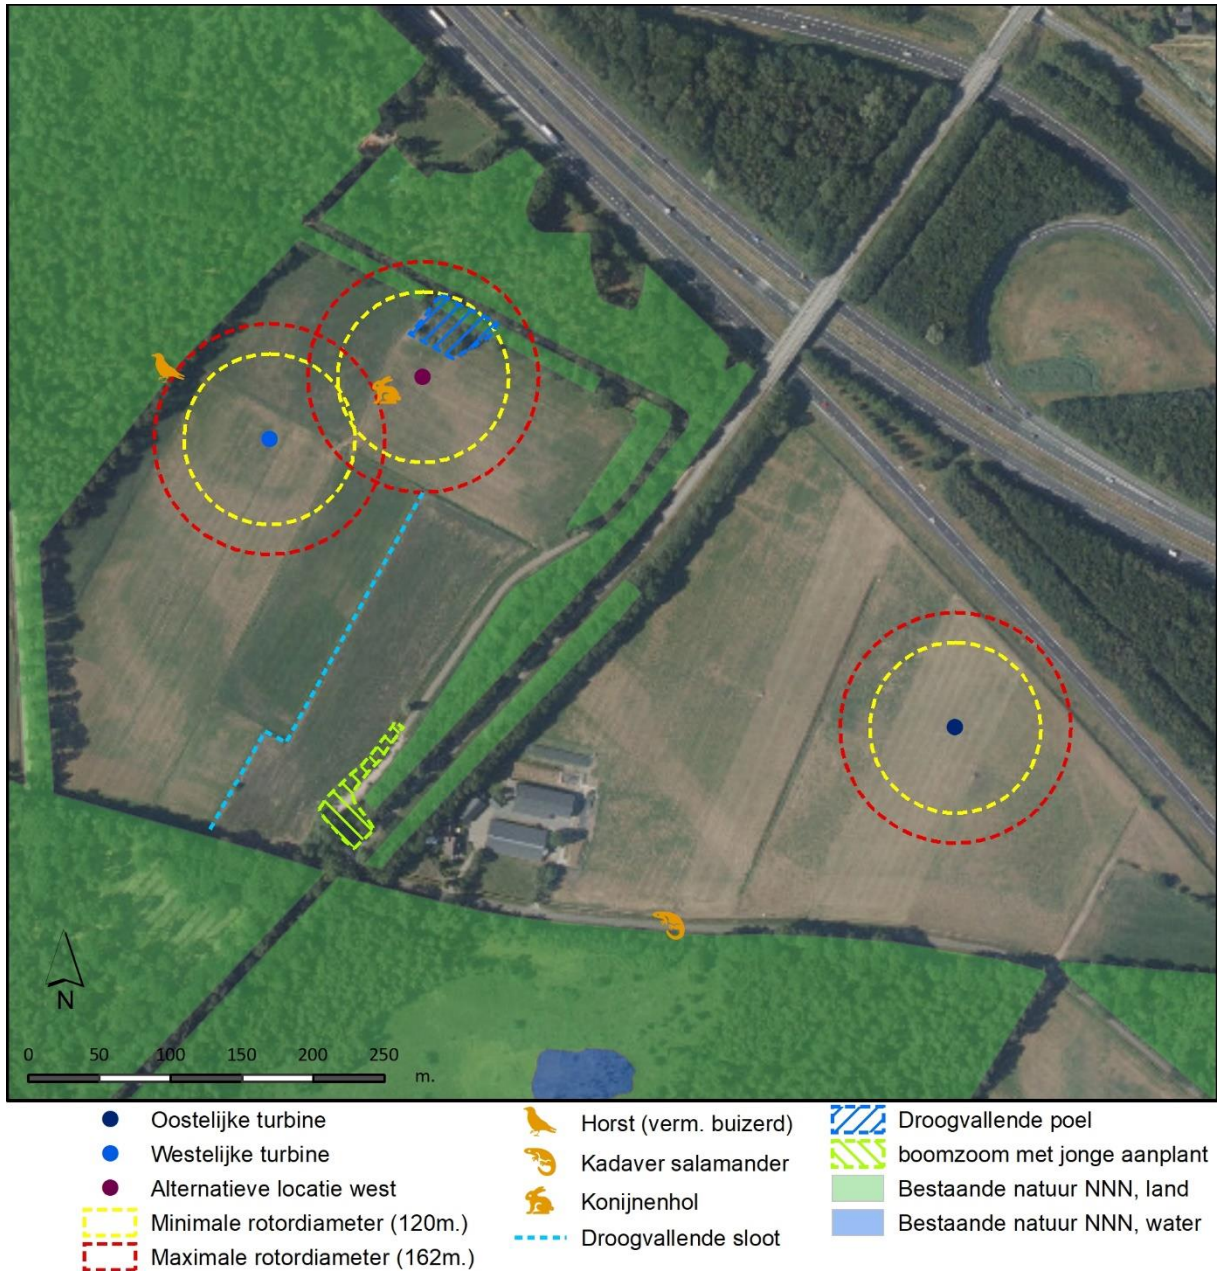 N
0 50 100 150 200 250
m.
Oostelijke turbine
Westelijke turbine
Alternatieve locatie west
Minimale rotordiameter (120m.)
Maximale rotordiameter (162m.)
Horst (verm. buizerd)
Kadaver salamander
Konijnenhol
Droogvallende sloot
Droogvallende poel
boomzoom met jonge aanplant
Bestaande natuur NNN, land
Bestaande natuur NNN, water